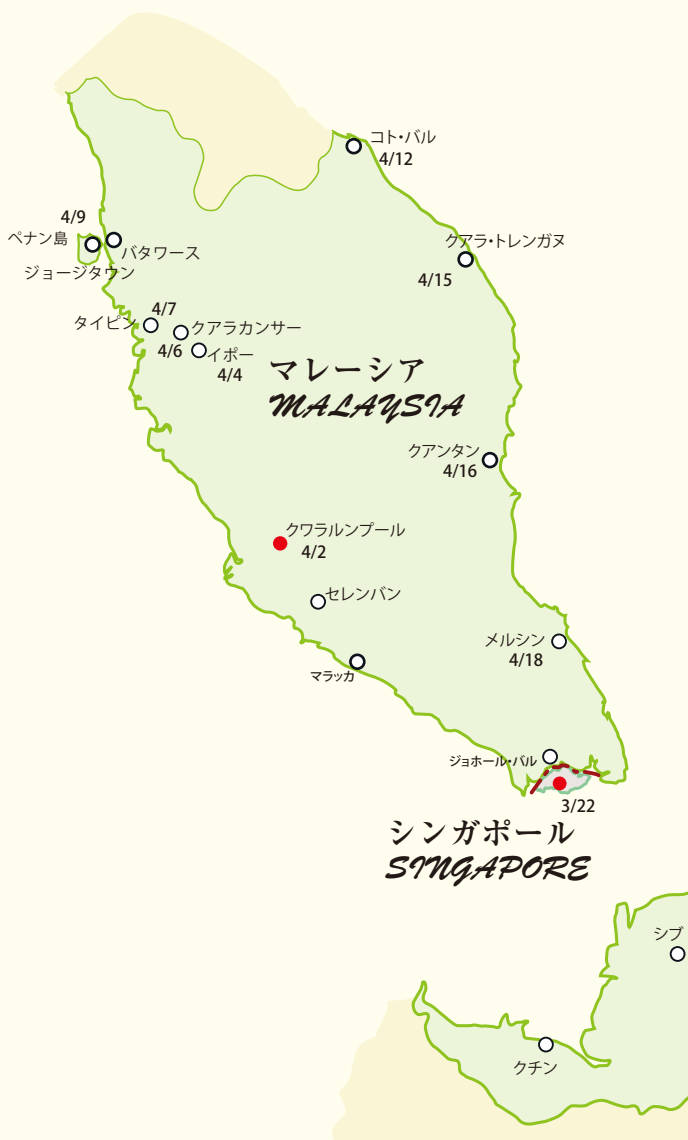 コト・バル
4/12
4/9
ペナン島
バタワース
ジョージタウン
クアラ・トレンガヌ
4/15
4/7
タイピン
クアラカンサー
4/6
イポー
4/4
マレーシア
MALAYSIA
クアンタン
4/16
クワラルンプール
4/2
セレンバン
メルシン
4/18
マラッカ
ジョホール・バル
3/22
シンガポール
SINGAPORE
シブ
クチン